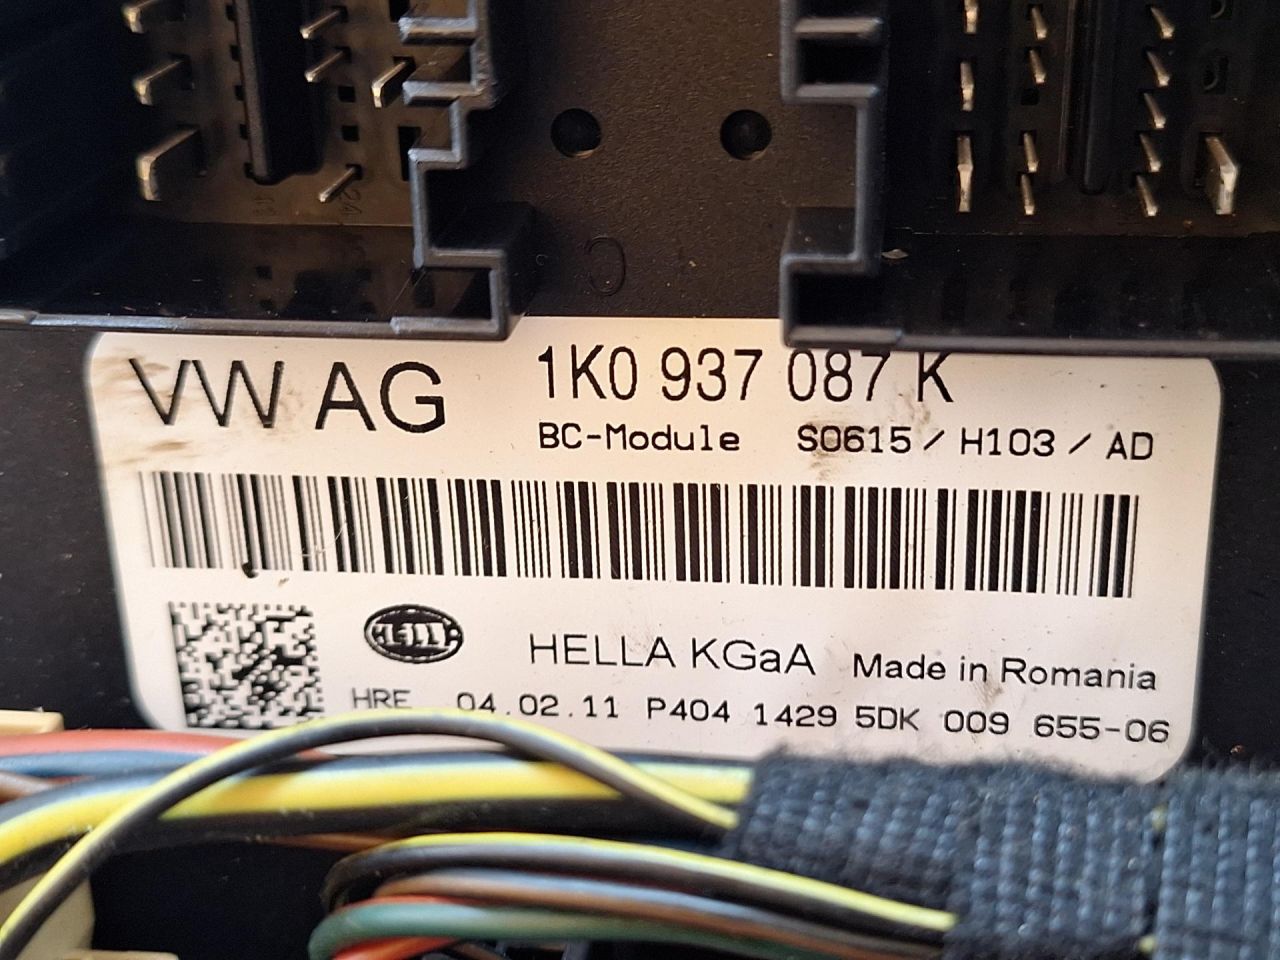 C
VW AG 1K0 937 087 K
BC-Module S0615 / H103 / AD
HELLA HELLA KGaA Made in Romania
HRE 04.02.11 P404 1429 5DK 009 655-06